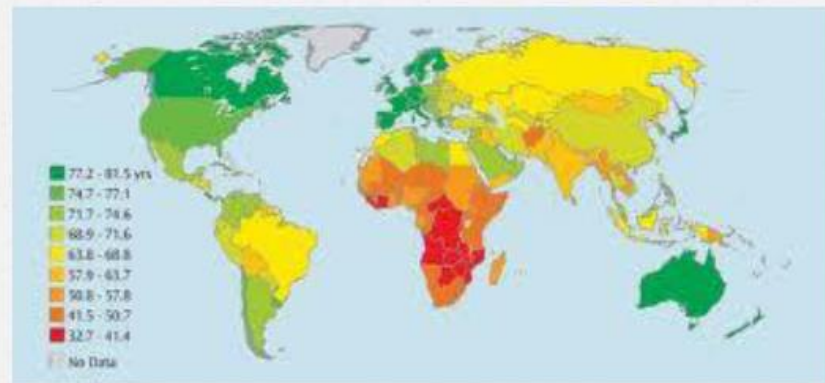 77.2 - 81.5 yrs
74.7 - 77.1
71.7 - 74.6
68.9 - 71.6
63.8 - 68.8
57.9 - 63.7
50.8 - 57.8
41.5 - 50.7
32.7 - 41.4
No Data